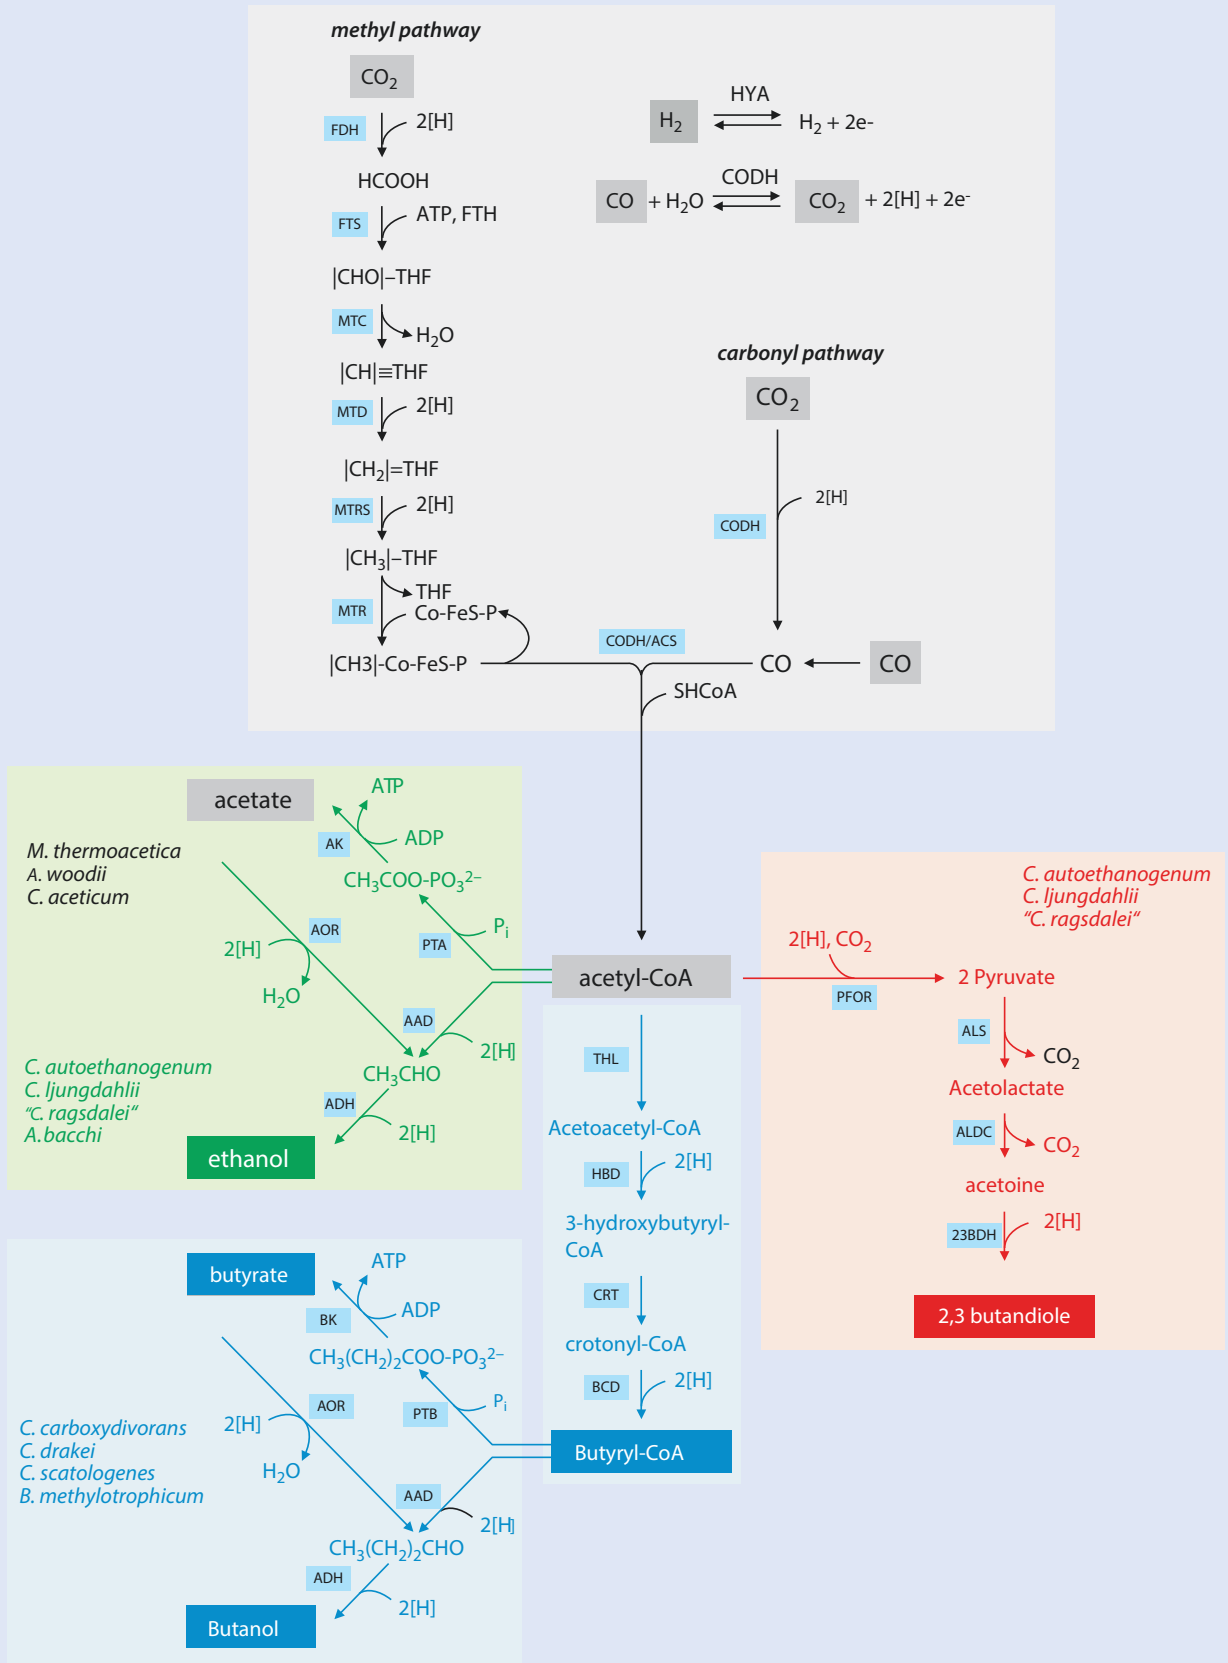 methyl pathway
CO₂
FDH
2[H]
HCOOH
FTS
ATP, FTH
|CHO|–THF
MTC
H₂O
|CH|≡THF
MTD
2[H]
|CH₂|=THF
MTRS
2[H]
|CH₃|–THF
THF
MTR
Co-FeS-P
|CH3|-Co-FeS-P
HYA
H₂
H₂ + 2e-
CODH
CO + H₂O
CO₂ + 2[H] + 2e⁻
carbonyl pathway
CO₂
2[H]
CODH
CODH/ACS
CO
CO
SHCoA
acetate
ATP
AK
ADP
M. thermoacetica
A. woodii
C. aceticum
CH₃COO-PO₃²⁻
AOR
2[H]
PTA
Pᵢ
H₂O
AAD
2[H]
CH₃CHO
C. autoethanogenum
C. ljungdahlii
"C. ragsdalei"
A. bacchi
ADH
2[H]
ethanol
acetyl-CoA
THL
Acetoacetyl-CoA
HBD
2[H]
3-hydroxybutyryl-
CoA
CRT
crotonyl-CoA
BCD
2[H]
Butyryl-CoA
C. autoethanogenum
C. ljungdahlii
"C. ragsdalei"
2[H], CO₂
PFOR
2 Pyruvate
ALS
CO₂
Acetolactate
ALDC
CO₂
acetoine
23BDH
2[H]
2,3 butandiole
butyrate
ATP
BK
ADP
CH₃(CH₂)₂COO-PO₃²⁻
AOR
2[H]
PTB
Pᵢ
C. carboxydivorans
C. drakei
C. scatologenes
B. methylotrophicum
H₂O
AAD
2[H]
CH₃(CH₂)₂CHO
ADH
2[H]
Butanol